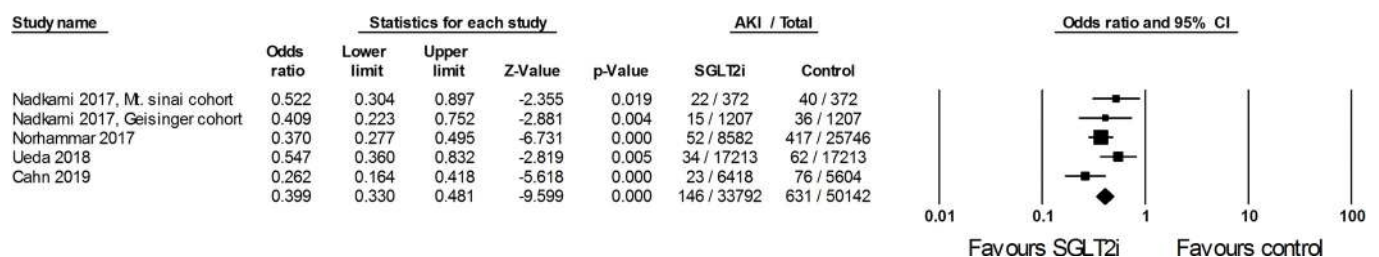 Study name Statistics for each study AKI / Total Odds ratio and 95% CI
Odds ratio Lower limit Upper limit Z-Value p-Value SGLT2i Control
Nadkami 2017, Mt. sinai cohort 0.522 0.304 0.897 -2.355 0.019 22 / 372 40 / 372
Nadkami 2017, Geisinger cohort 0.409 0.223 0.752 -2.881 0.004 15 / 1207 36 / 1207
Norhammar 2017 0.370 0.277 0.495 -6.731 0.000 52 / 8582 417 / 25746
Ueda 2018 0.547 0.360 0.832 -2.819 0.005 34 / 17213 62 / 17213
Cahn 2019 0.262 0.164 0.418 -5.618 0.000 23 / 6418 76 / 5604
0.399 0.330 0.481 -9.599 0.000 146 / 33792 631 / 50142
0.01 0.1 1 10 100
Favours SGLT2i Favours control